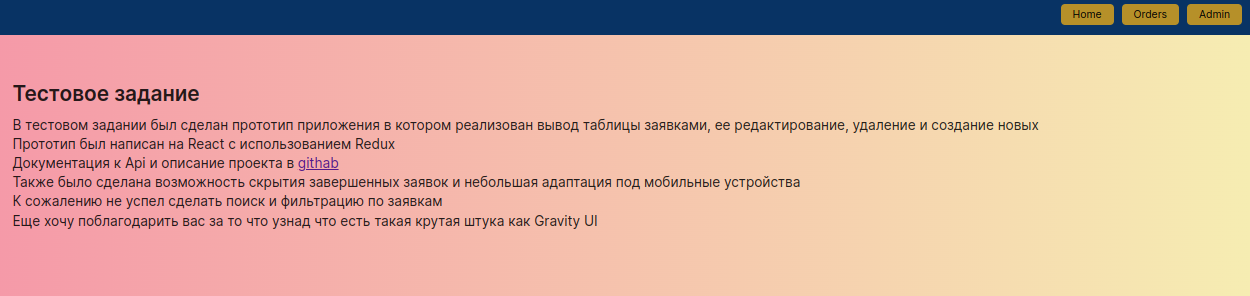 Home
Orders
Admin
Тестовое задание
В тестовом задании был сделан прототип приложения в котором реализован вывод таблицы заявками, ее редактирование, удаление и создание новых
Прототип был написан на React с использованием Redux
Документация к Api и описание проекта в githab
Также было сделана возможность скрытия завершенных заявок и небольшая адаптация под мобильные устройства
К сожалению не успел сделать поиск и фильтрацию по заявкам
Еще хочу поблагодарить вас за то что узнад что есть такая крутая штука как Gravity UI